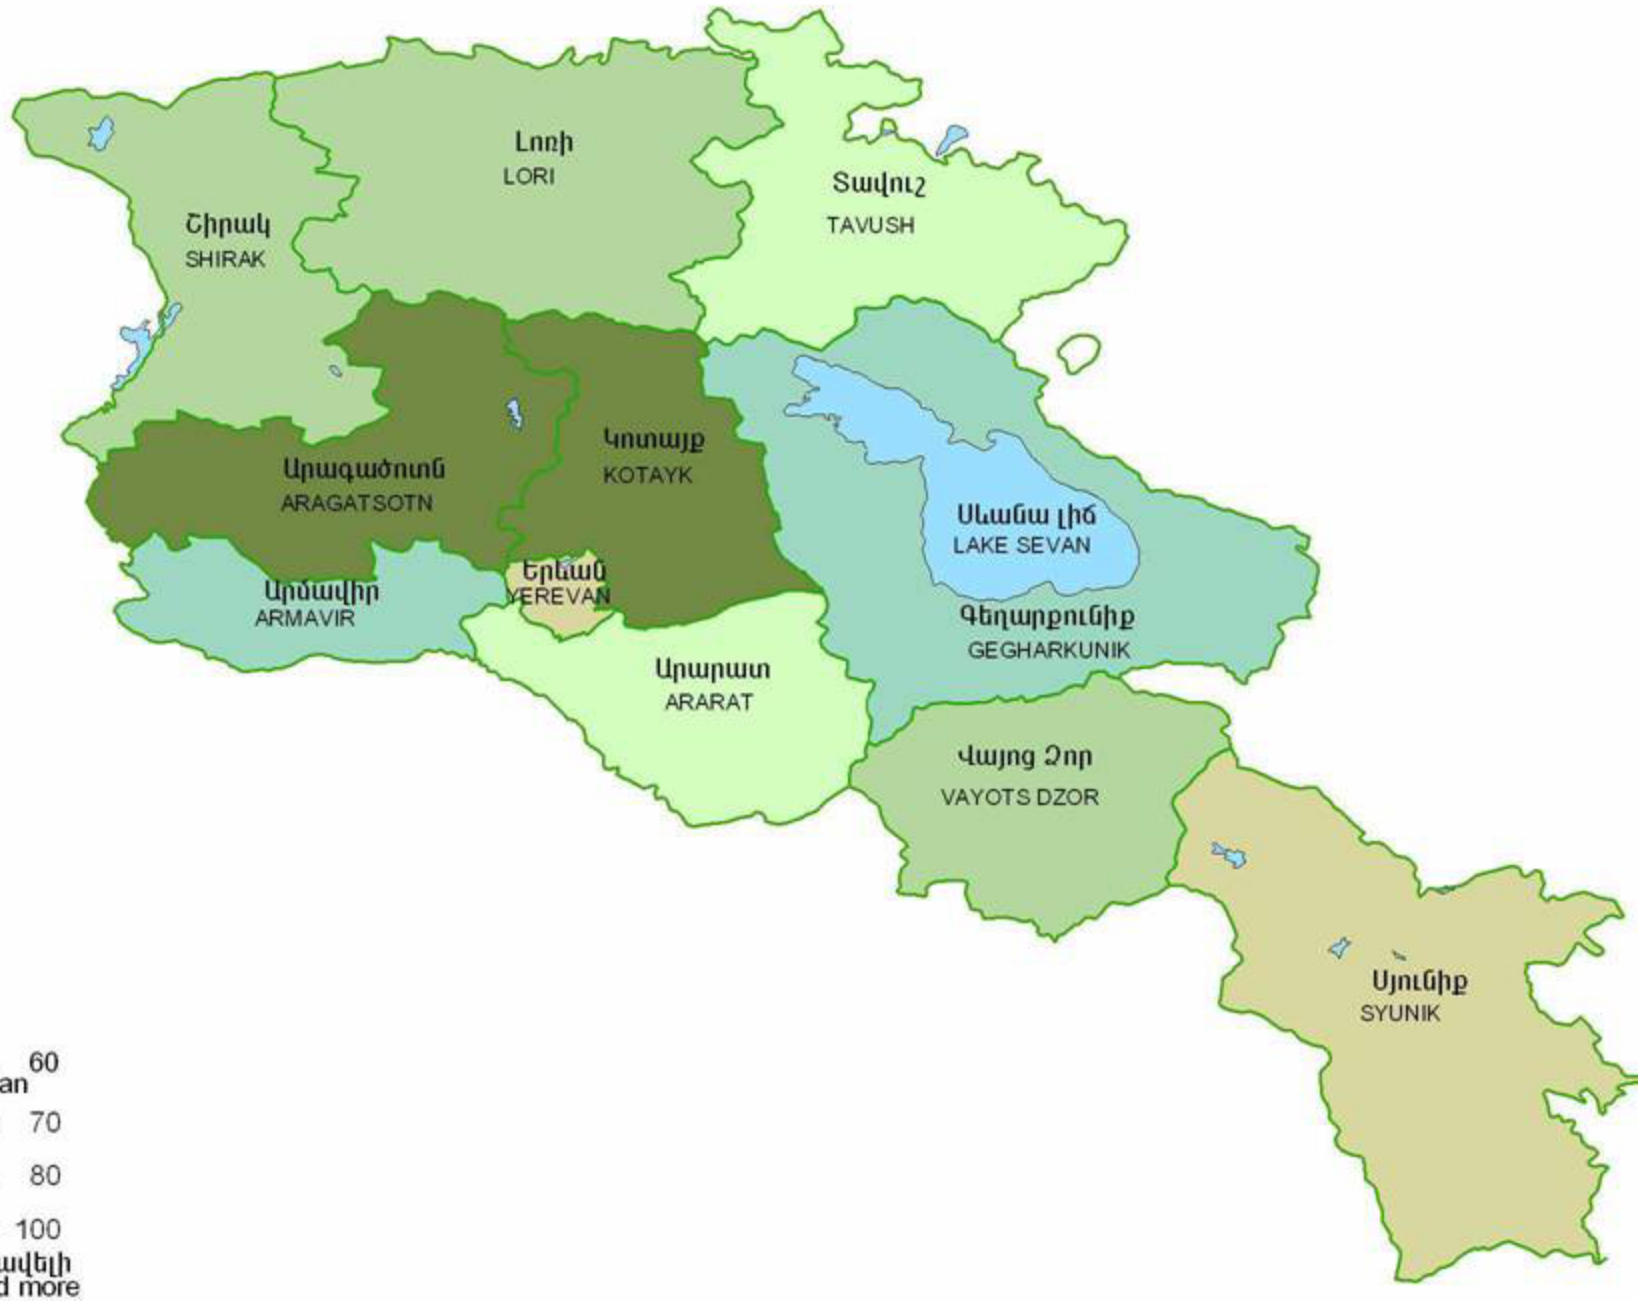 Լոռի
LORI
Տավուշ
TAVUSH
Շիրակ
SHIRAK
Կոտայք
KOTAYK
Արագածոտն
ARAGATSOTN
Սևանա լիճ
LAKE SEVAN
Երևան
YEREVAN
Արմավիր
ARMAVIR
Գեղարքունիք
GEGHARKUNIK
Արարատ
ARARAT
Վայոց Ձոր
VAYOTS DZOR
Սյունիք
SYUNIK
60
an
70
80
100
ավելի
d more